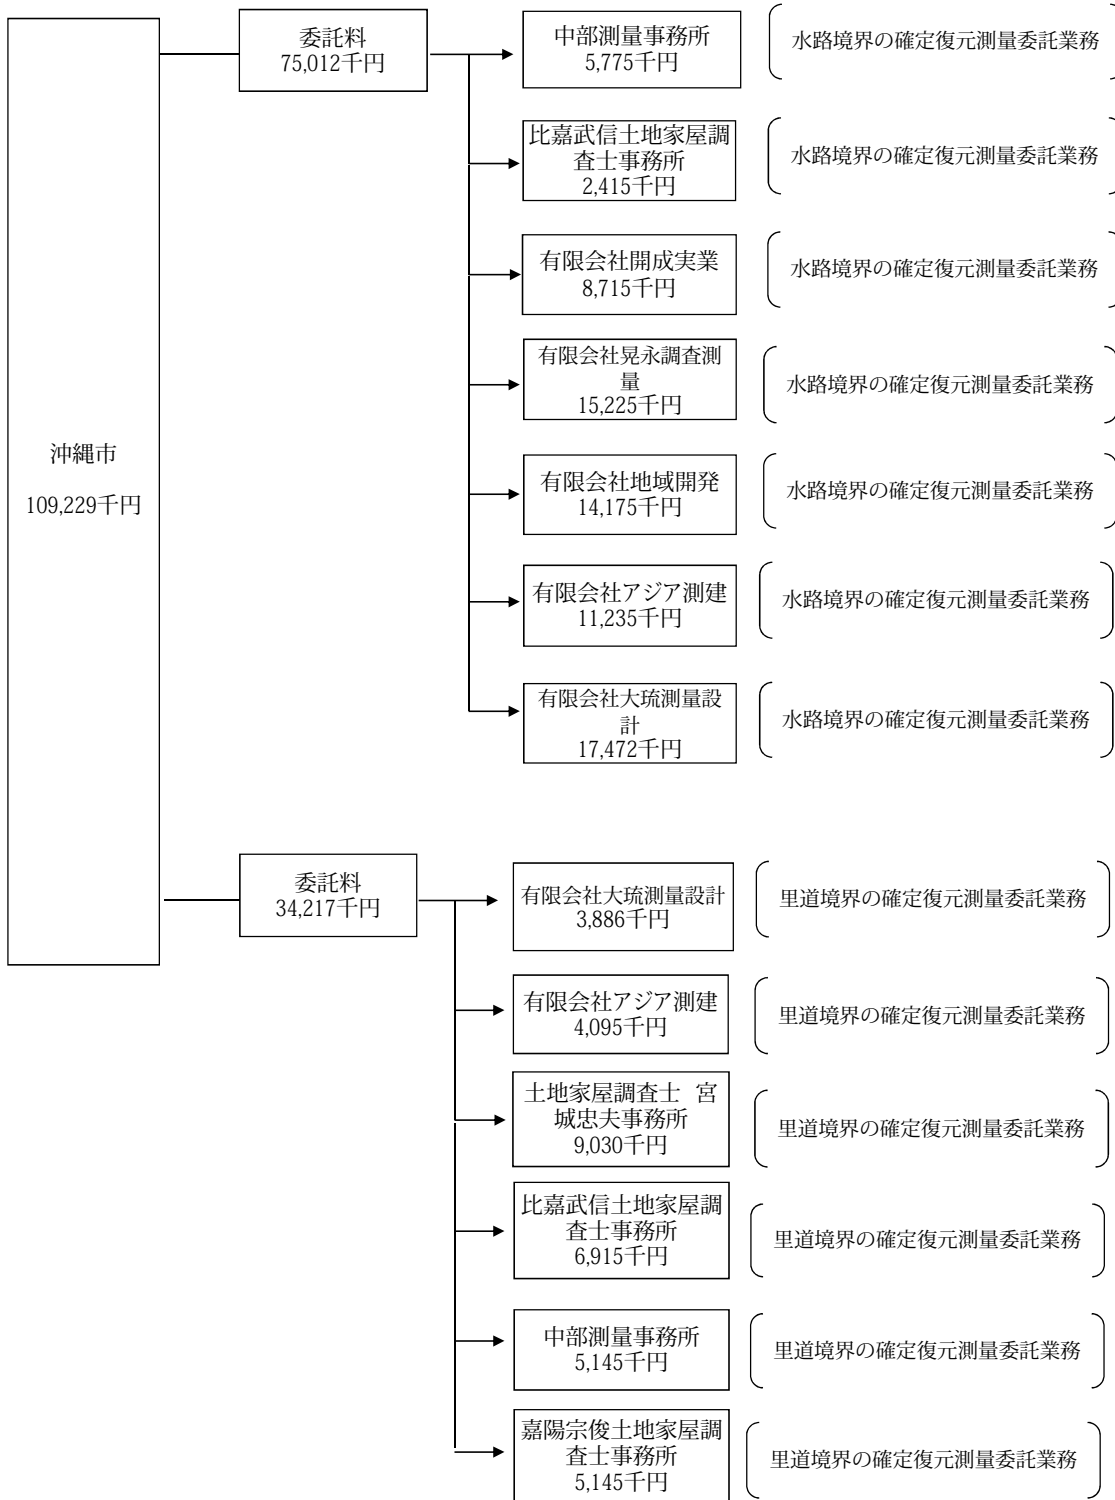 沖縄市
109,229千円
委託料
75,012千円
中部測量事務所
5,775千円
水路境界の確定復元測量委託業務
比嘉武信土地家屋調
査士事務所
2,415千円
水路境界の確定復元測量委託業務
有限会社開成実業
8,715千円
水路境界の確定復元測量委託業務
有限会社晃永調査測
量
15,225千円
水路境界の確定復元測量委託業務
有限会社地域開発
14,175千円
水路境界の確定復元測量委託業務
有限会社アジア測建
11,235千円
水路境界の確定復元測量委託業務
有限会社大琉測量設
計
17,472千円
水路境界の確定復元測量委託業務
委託料
34,217千円
有限会社大琉測量設計
3,886千円
里道境界の確定復元測量委託業務
有限会社アジア測建
4,095千円
里道境界の確定復元測量委託業務
土地家屋調査士 宮
城忠夫事務所
9,030千円
里道境界の確定復元測量委託業務
比嘉武信土地家屋調
査士事務所
6,915千円
里道境界の確定復元測量委託業務
中部測量事務所
5,145千円
里道境界の確定復元測量委託業務
嘉陽宗俊土地家屋調
査士事務所
5,145千円
里道境界の確定復元測量委託業務